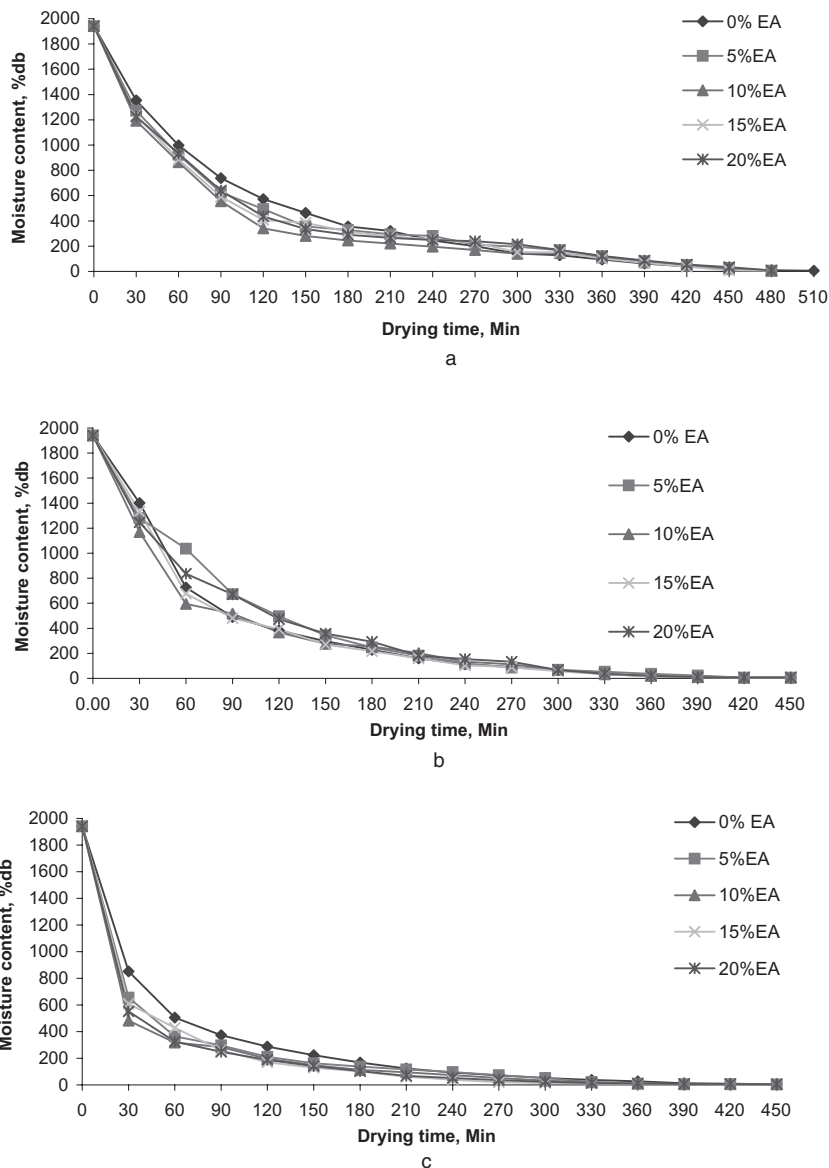 2000
1800
1600
1400
1200
1000
800
600
400
200
0
Moisture content, %db
0% EA
5%EA
10%EA
15%EA
20%EA
0 30 60 90 120 150 180 210 240 270 300 330 360 390 420 450 480 510
Drying time, Min
a
2000
1800
1600
1400
1200
1000
800
600
400
200
0
Moisture content, %db
0% EA
5%EA
10%EA
15%EA
20%EA
0.00 30 60 90 120 150 180 210 240 270 300 330 360 390 420 450
Drying time, Min
b
2000
1800
1600
1400
1200
1000
800
600
400
200
0
Moisture content, %db
0% EA
5%EA
10%EA
15%EA
20%EA
0 30 60 90 120 150 180 210 240 270 300 330 360 390 420 450
Drying time, Min
c